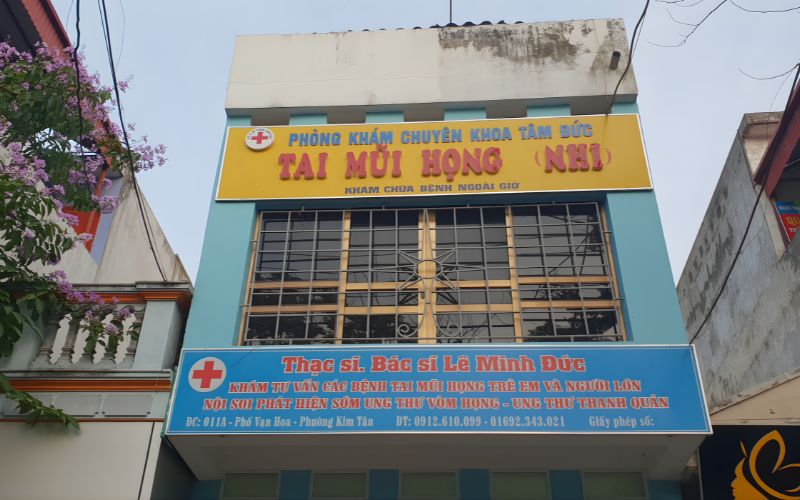 PHÒNG KHÁM CHUYÊN KHOA TÂM ĐỨC
TAI MŨI HỌNG (NHI)
KHÁM CHỮA BỆNH NGOÀI GIỜ
Thạc sĩ. Bác sĩ Lê Minh Đức
KHÁM TƯ VẤN CÁC BỆNH TAI MŨI HỌNG TRẺ EM VÀ NGƯỜI LỚN
NỘI SOI PHÁT HIỆN SỚM UNG THƯ VÒM HỌNG - UNG THƯ THANH QUẢN
ĐC: 011A - Phố Vạn Hoa - Phường Kim Tân ĐT: 0912.610.099 - 01692.343.021 Giấy phép số: